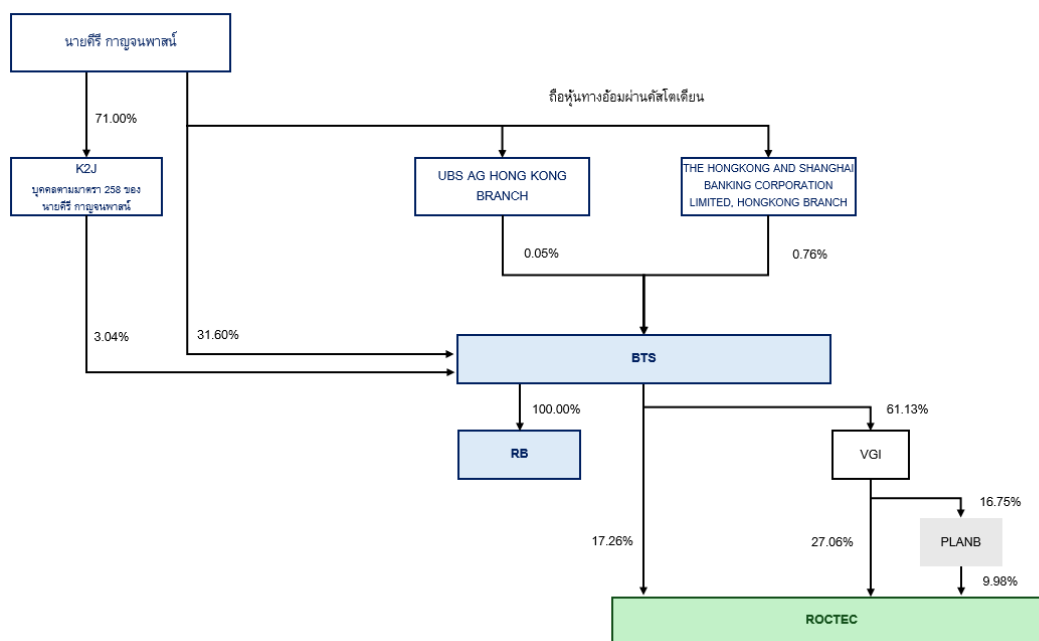 นายคีรี กาญจนพาสน์
ถือหุ้นทางอ้อมผ่านคัสโตเดียน
71.00%
K2J
บุคคลตามมาตรา 258 ของ
นายคีรี กาญจนพาสน์
UBS AG HONG KONG
BRANCH
THE HONGKONG AND SHANGHAI
BANKING CORPORATION
LIMITED, HONGKONG BRANCH
0.05%
0.76%
3.04%
31.60%
BTS
100.00%
61.13%
RB
VGI
16.75%
17.26%
27.06%
PLANB
9.98%
ROCTEC